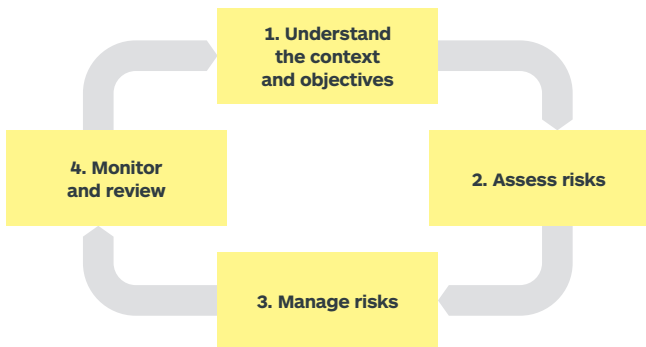 1. Understand
the context
and objectives
2. Assess risks
3. Manage risks
4. Monitor
and review